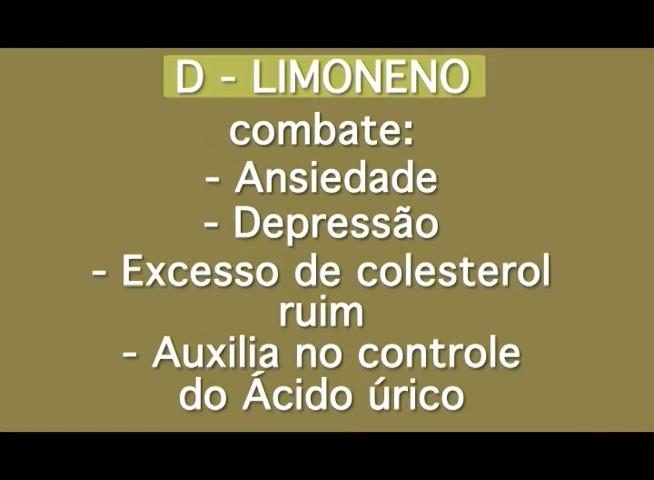 D - LIMONENO
combate:
- Ansiedade
- Depressão
- Excesso de colesterol
ruim
- Auxilia no controle
do Ácido úrico